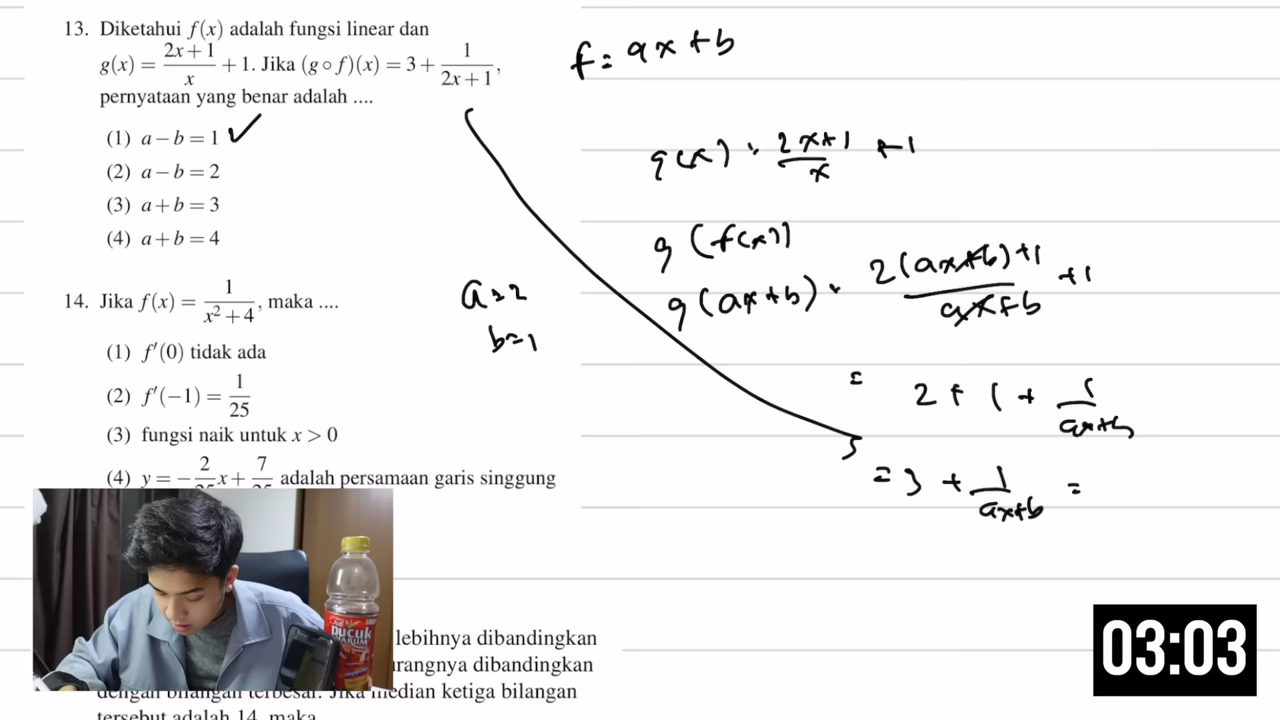 13. Diketahui f(x) adalah fungsi linear dan
g(x) = (2x+1)/x + 1. Jika (g∘f)(x) = 3 + 1/(2x+1),
pernyataan yang benar adalah ....
(1) a − b = 1 ✓
(2) a − b = 2
(3) a + b = 3
(4) a + b = 4
14. Jika f(x) = 1/(x²+4), maka ....
(1) f′(0) tidak ada
(2) f′(−1) = 1/25
(3) fungsi naik untuk x > 0
(4) y = −2/25 x + 7/25 adalah persamaan garis singgung
lebihnya dibandingkan
rangnya dibandingkan
dengan bilangan terbesar. Jika median ketiga bilangan
tersebut adalah 14, maka
f = ax + b
g(x) = (2x+1)/x + 1
g(f(x))
g(ax+b) = (2(ax+b)+1)/(ax+b) + 1
= 2 + 1 + 1/(ax+b)
= 3 + 1/(ax+b) =
a = 2
b = 1
PUCUK
HARUM
03:03